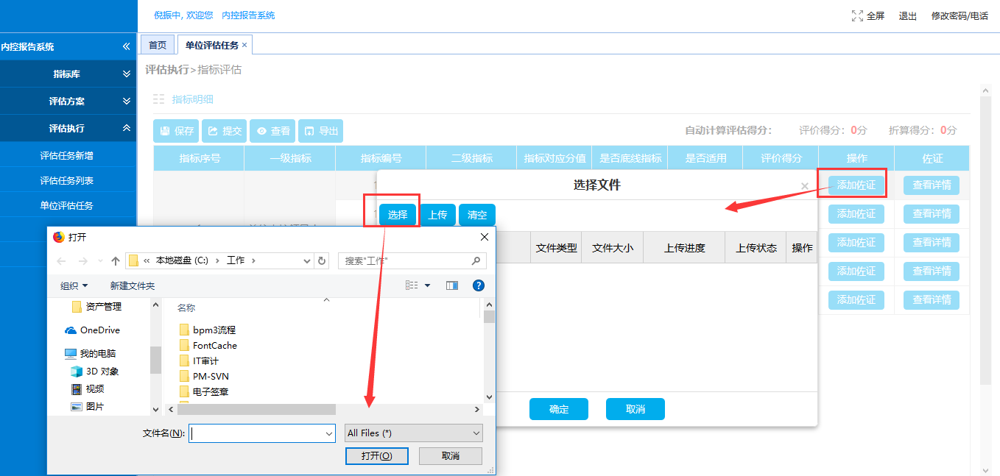 倪振中, 欢迎您 内控报告系统
全屏 退出 修改密码/电话
内控报告系统
指标库
评估方案
评估执行
评估任务新增
评估任务列表
单位评估任务
首页 单位评估任务 ×
评估执行>指标评估
指标明细
保存 提交 查看 导出
自动计算评估得分: 评价得分: 0分 折算得分: 0分
指标序号 一级指标 指标编号 二级指标 指标对应分值 是否底线指标 是否适用 评价得分 操作 佐证
添加佐证 查看详情
添加佐证 查看详情
添加佐证 查看详情
添加佐证 查看详情
添加佐证 查看详情
选择文件 ×
选择 上传 清空
文件类型 文件大小 上传进度 上传状态 操作
确定 取消
打开
« 本地磁盘 (C:) › 工作 ›
搜索"工作"
组织 新建文件夹
资产管理
OneDrive
我的电脑
3D 对象
视频
图片
名称
bpm3流程
FontCache
IT审计
PM-SVN
电子签章
文件名(N):
All Files (*)
打开(O) 取消